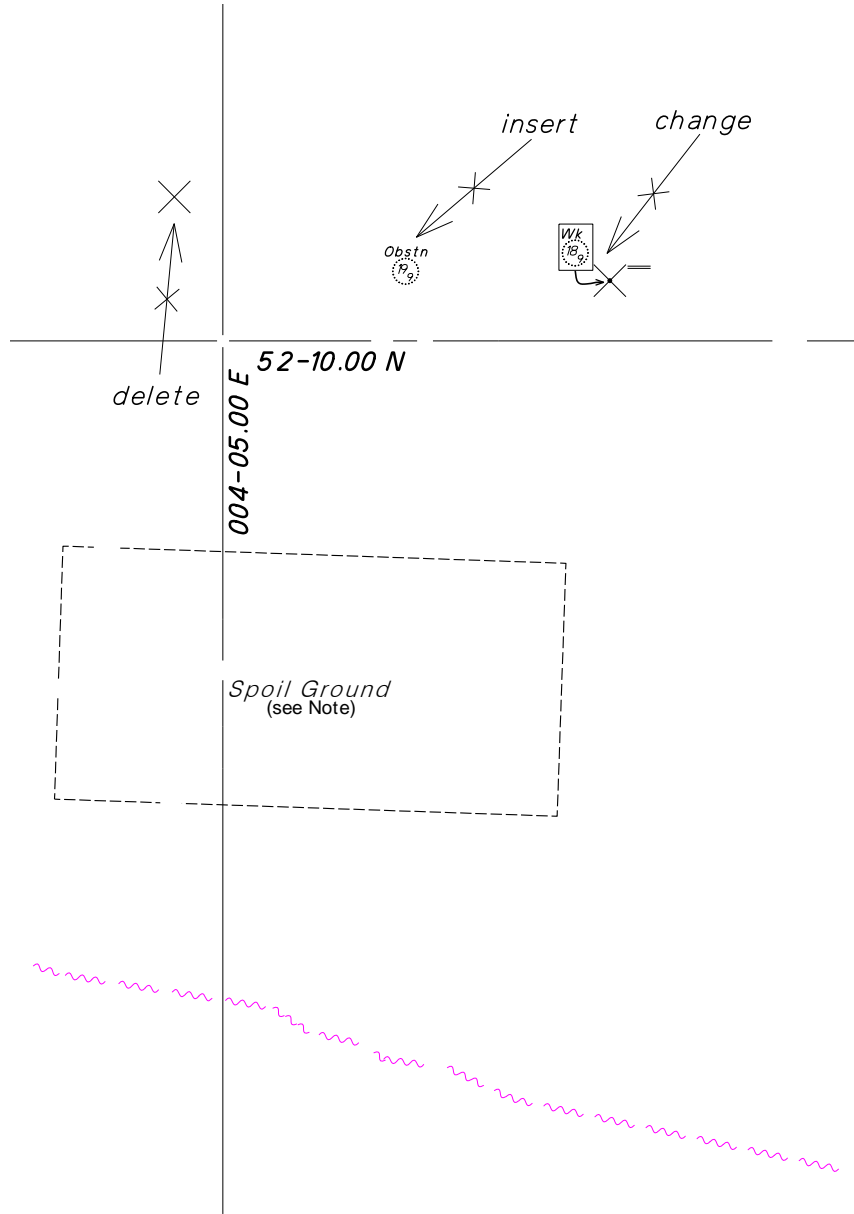 insert
change
Wk
18₉
Obstn
19₉
52-10.00 N
delete
004-05.00 E
Spoil Ground
(see Note)